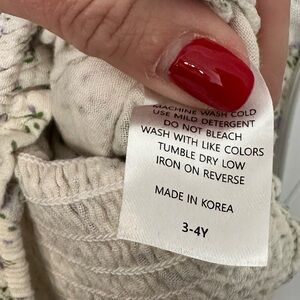 MACHINE WASH COLD
USE MILD DETERGENT
DO NOT BLEACH
WASH WITH LIKE COLORS
TUMBLE DRY LOW
IRON ON REVERSE
MADE IN KOREA
3-4Y